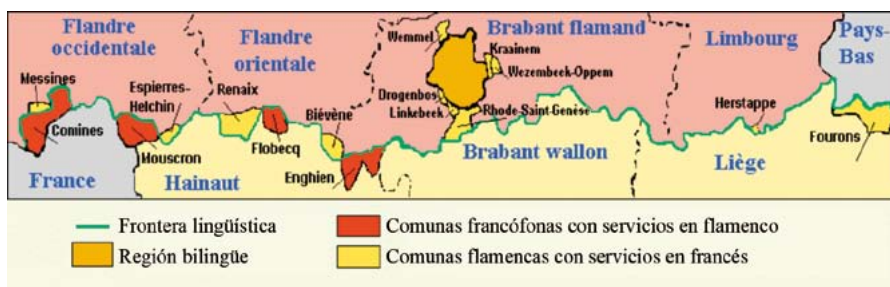 Flandre
occidentale
Flandre
orientale
Brabant flamand
Limbourg
Pays-
Bas
Wemmel
Kraainem
Wezembeek-Oppem
Messines
Espierres-
Helchin
Renaix
Biévène
Drogenbos
Linkebeek
Rhode-Saint-Genèse
Herstappe
Comines
Mouscron
Flobecq
Enghien
Fourons
France
Hainaut
Brabant wallon
Liège
Frontera lingüística
Comunas francófonas con servicios en flamenco
Región bilingüe
Comunas flamencas con servicios en francés